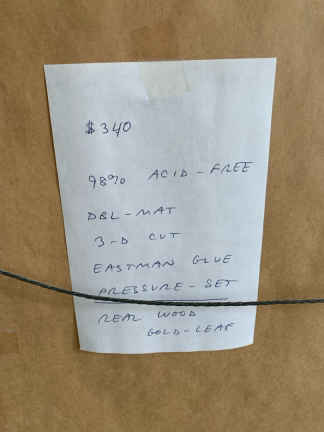 $340
98% ACID-FREE
DBL-MAT
3-D CUT
EASTMAN GLUE
PRESSURE-SET
REAL WOOD
GOLD-LEAF